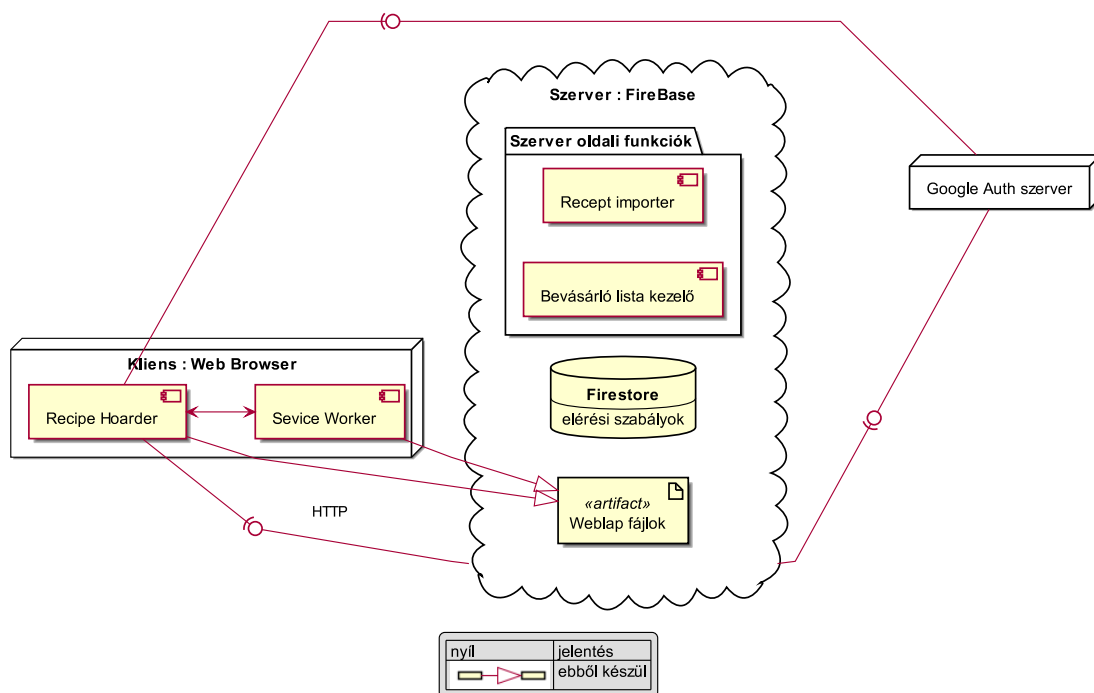 Szerver : FireBase
Szerver oldali funkciók
Recept importer
Google Auth szerver
Bevásárló lista kezelő
Kliens : Web Browser
Recipe Hoarder
Sevice Worker
Firestore
elérési szabályok
HTTP
«artifact»
Weblap fájlok
nyíl jelentés
ebből készül